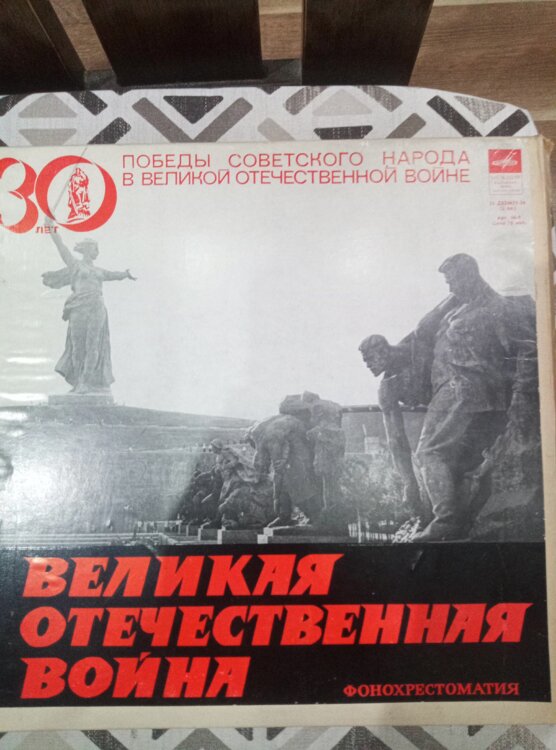 30
ЛЕТ
ПОБЕДЫ СОВЕТСКОГО НАРОДА
В ВЕЛИКОЙ ОТЕЧЕСТВЕННОЙ ВОЙНЕ
ВЕЛИКАЯ
ОТЕЧЕСТВЕННАЯ
ВОЙНА
ФОНОХРЕСТОМАТИЯ